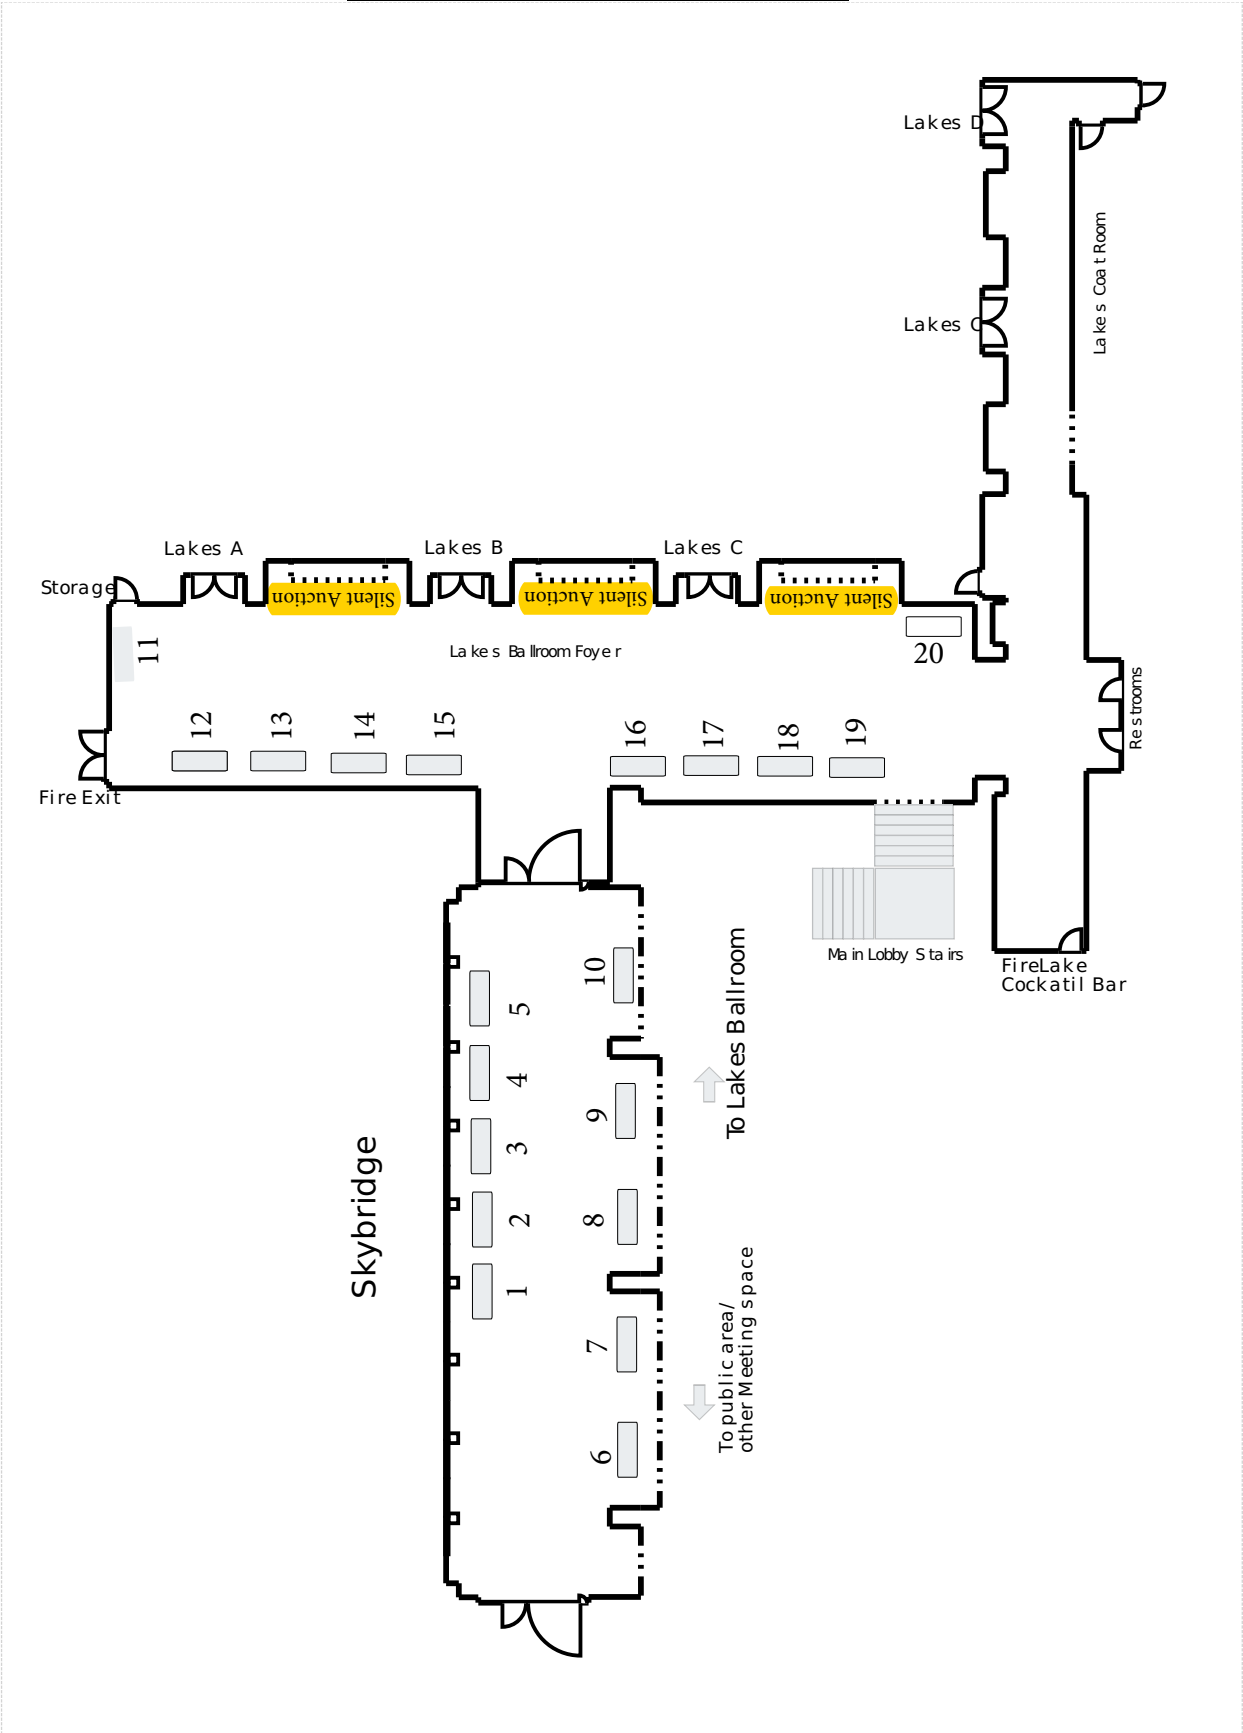 Lakes D
Lakes Coat Room
Lakes C
Lakes A
Lakes B
Lakes C
Storage
Silent Auction
Silent Auction
Silent Auction
11
Lakes Ballroom Foyer
20
12
13
14
15
16
17
18
19
Restrooms
Fire Exit
Main Lobby Stairs
FireLake
Cockatil Bar
10
5
To Lakes Ballroom
4
9
3
Skybridge
2
8
1
7
To public area/
other Meeting space
6